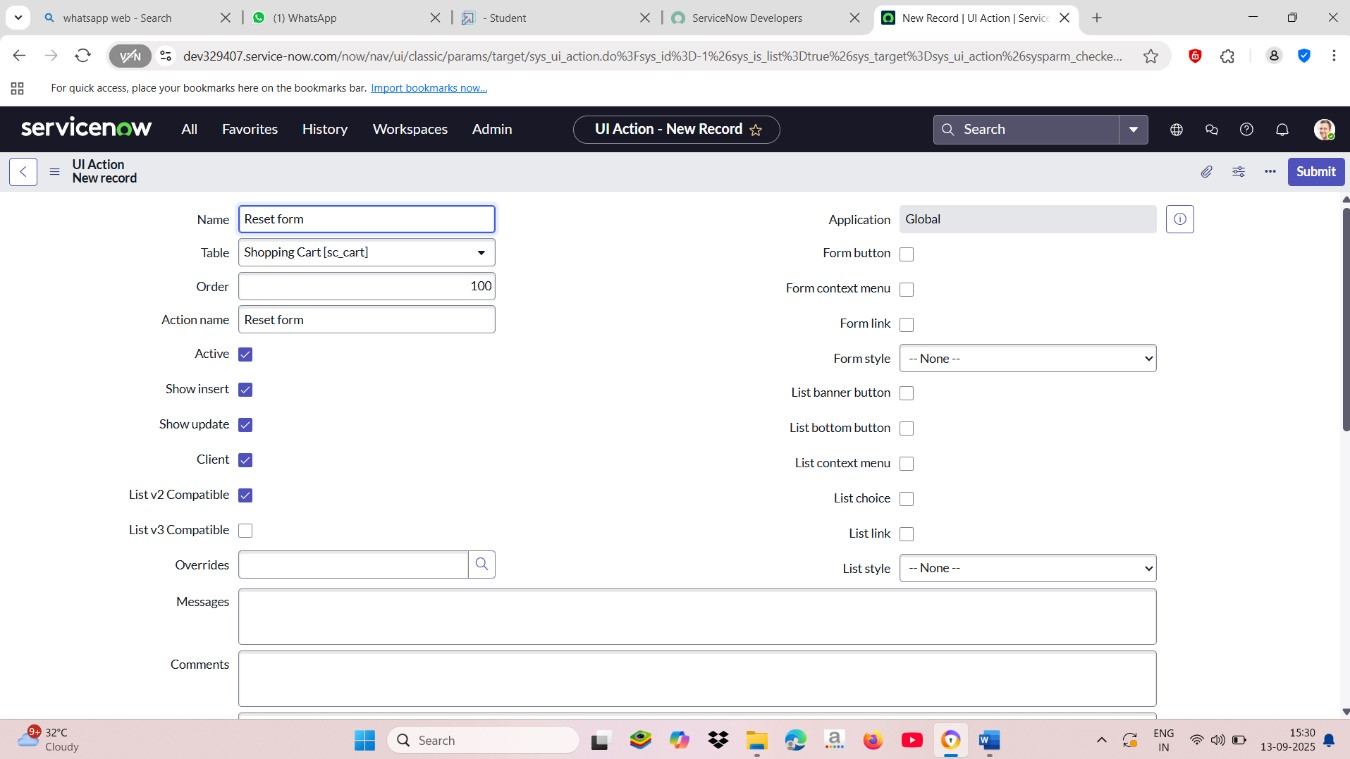 whatsapp web - Search
(1) WhatsApp
- Student
ServiceNow Developers
New Record | UI Action | Service
V/N
dev329407.service-now.com/now/nav/ui/classic/params/target/sys_ui_action.do%3Fsys_id%3D-1%26sys_is_list%3Dtrue%26sys_target%3Dsys_ui_action%26sysparm_checke...
For quick access, place your bookmarks here on the bookmarks bar. Import bookmarks now...
servicenow
All
Favorites
History
Workspaces
Admin
UI Action - New Record
Search
UI Action
New record
Submit
Name
Reset form
Application
Global
Table
Shopping Cart [sc_cart]
Form button
Order
100
Form context menu
Action name
Reset form
Form link
Active
Form style
-- None --
Show insert
List banner button
Show update
List bottom button
Client
List context menu
List v2 Compatible
List choice
List v3 Compatible
List link
Overrides
List style
-- None --
Messages
Comments
9+
32°C
Cloudy
Search
a
W
ENG
IN
15:30
13-09-2025